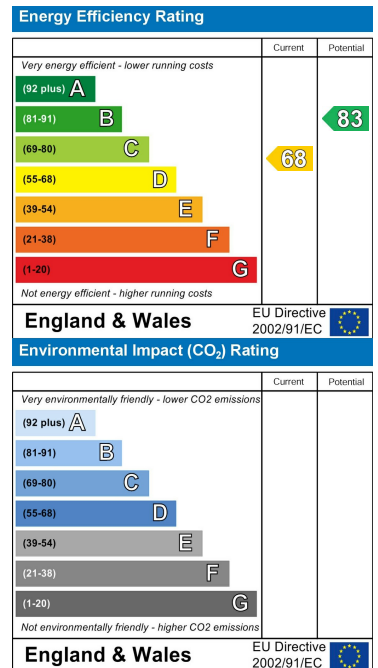 Energy Efficiency Rating
Current Potential
Very energy efficient - lower running costs
(92 plus) A
(81-91) B
83
(69-80) C
68
(55-68) D
(39-54) E
(21-38) F
(1-20) G
Not energy efficient - higher running costs
England & Wales
EU Directive
2002/91/EC
Environmental Impact (CO₂) Rating
Current Potential
Very environmentally friendly - lower CO2 emissions
(92 plus) A
(81-91) B
(69-80) C
(55-68) D
(39-54) E
(21-38) F
(1-20) G
Not environmentally friendly - higher CO2 emissions
England & Wales
EU Directive
2002/91/EC